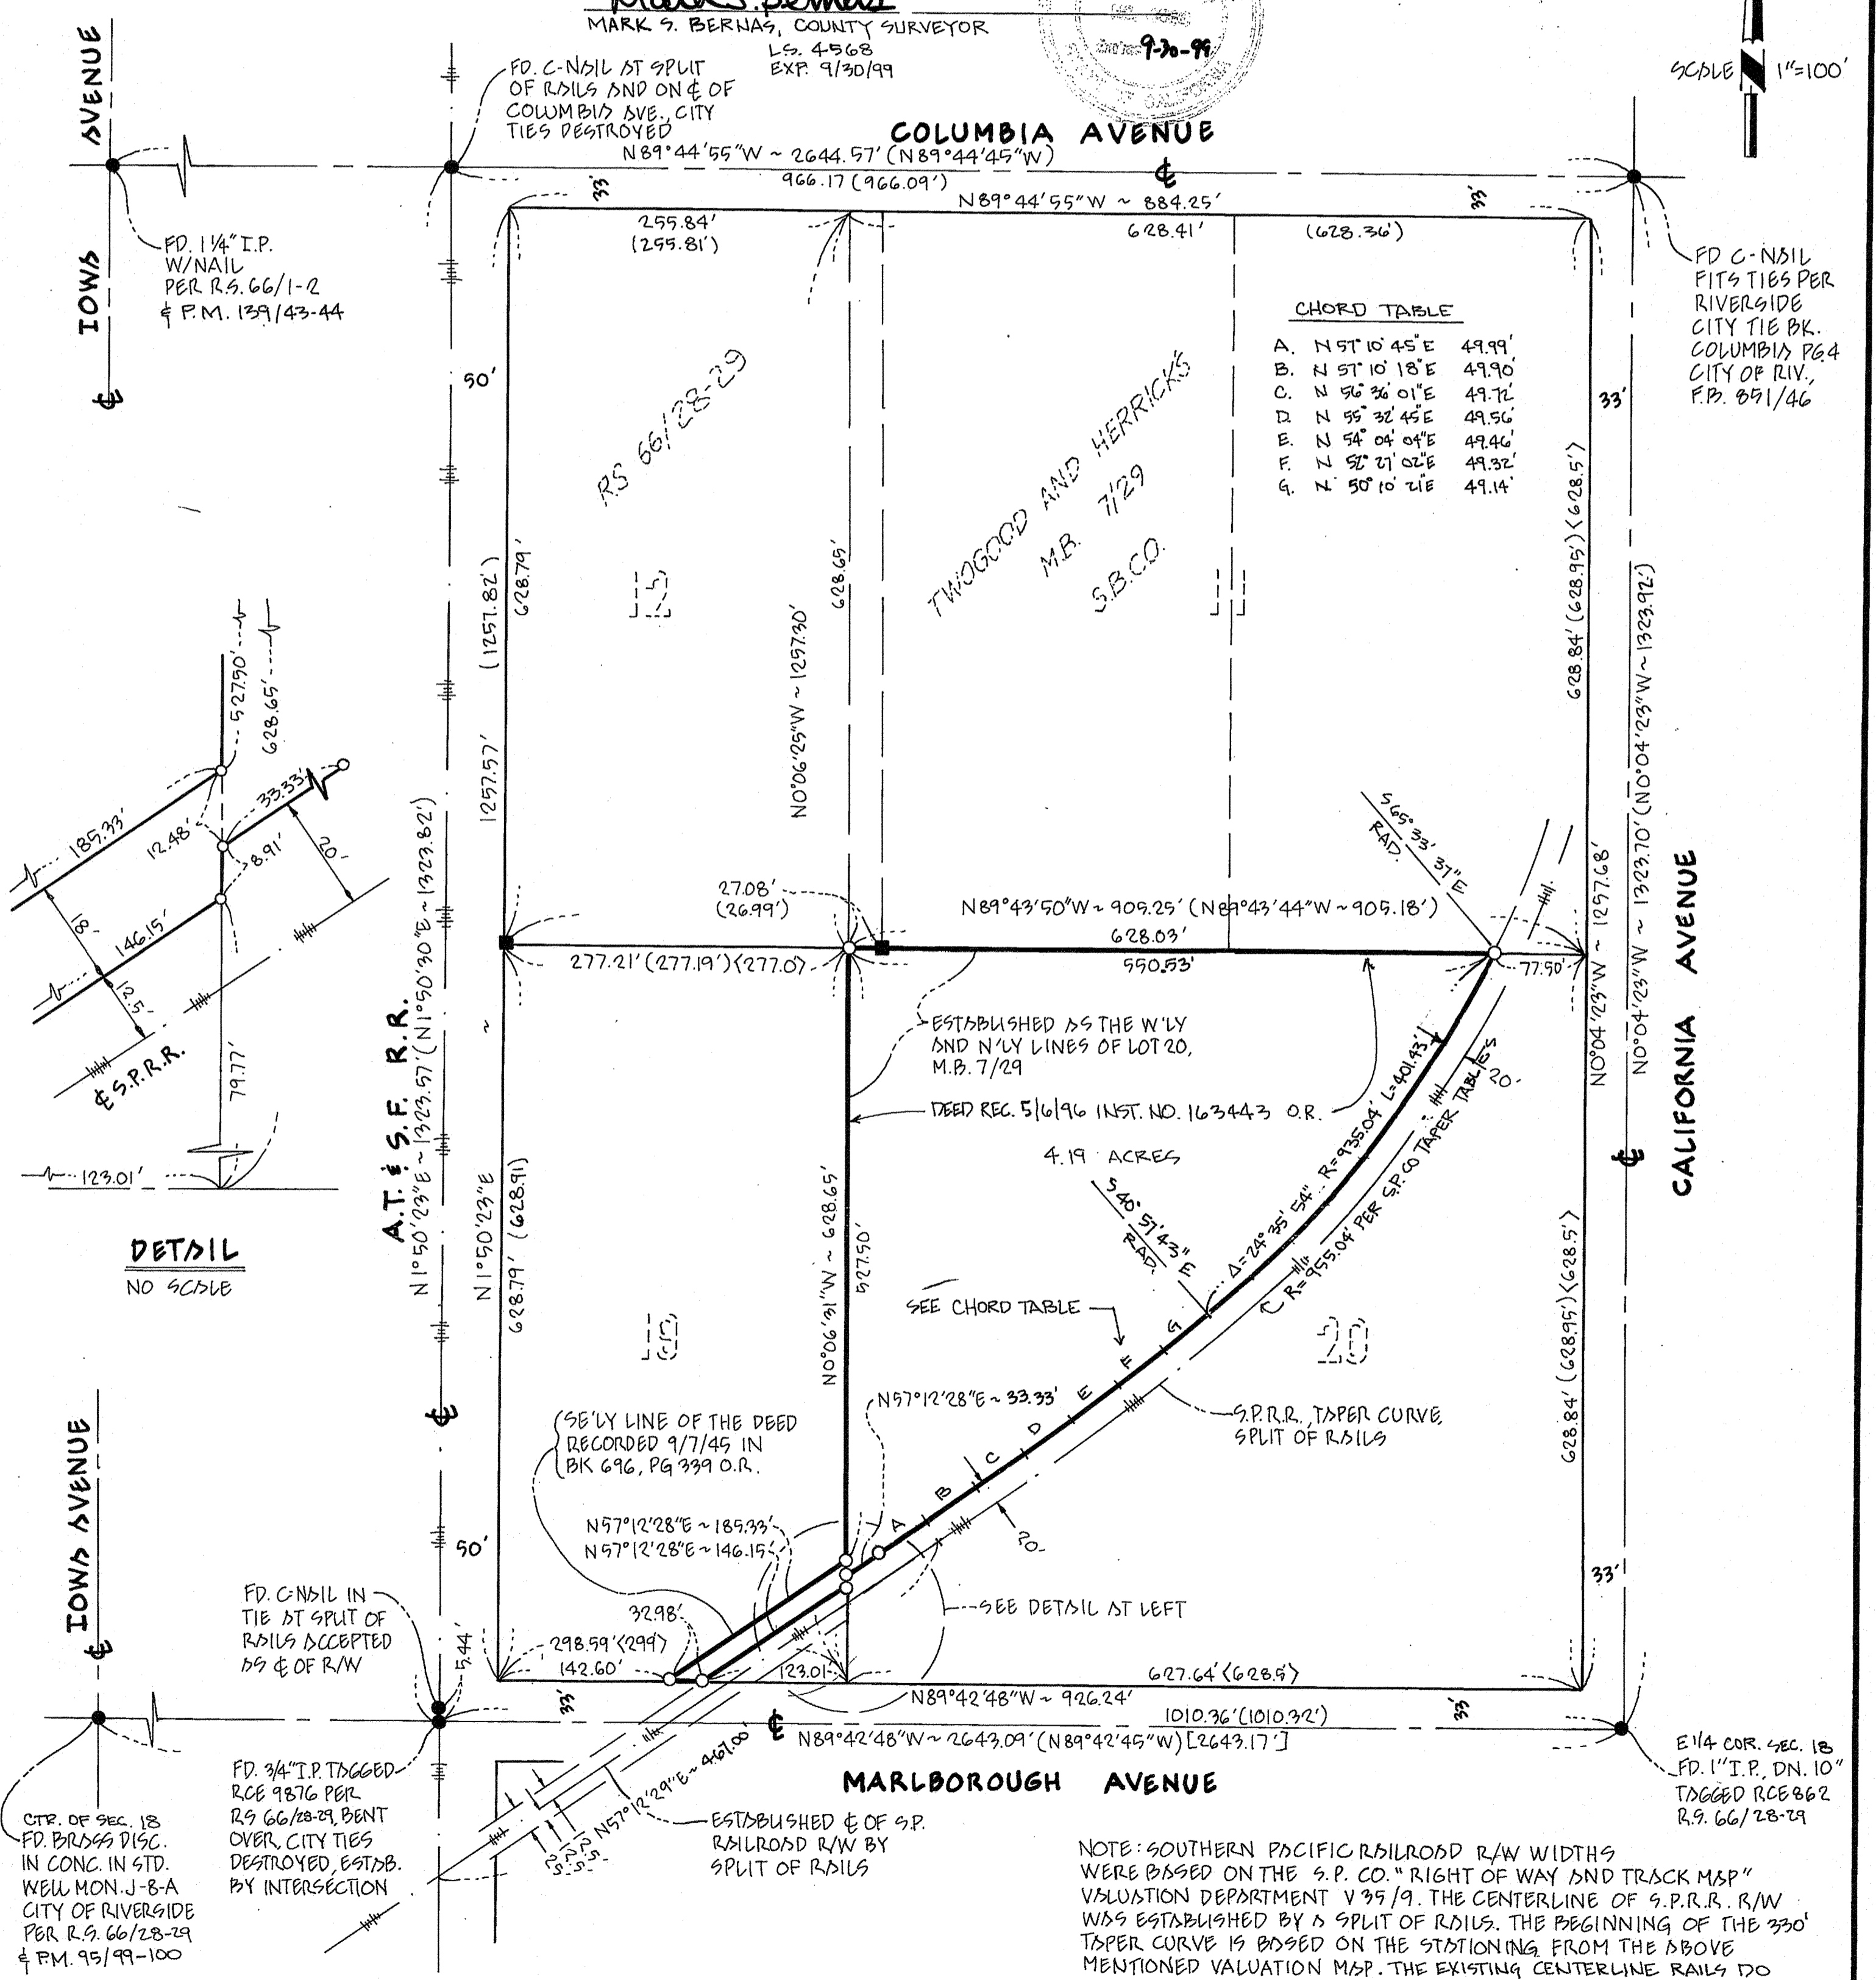 Mark S. Bernas
MARK S. BERNAS, COUNTY SURVEYOR
L.S. 4568
EXP. 9/30/99
9-30-99
OF CALIFORNIA
SCALE 1"=100'
IOWA AVENUE
FD. C-NAIL AT SPLIT
OF RAILS AND ON ℄ OF
COLUMBIA AVE., CITY
TIES DESTROYED
COLUMBIA AVENUE
N89°44'55"W ~ 2644.57' (N89°44'45"W)
966.17 (966.09')
℄
33'
N89°44'55"W ~ 884.25'
33'
255.84'
(255.81')
628.41'
(628.36')
FD. 1 1/4" I.P.
W/NAIL
PER R.S. 66/1-2
& P.M. 139/43-44
℄
FD C-NAIL
FITS TIES PER
RIVERSIDE
CITY TIE BK.
COLUMBIA PG.4
CITY OF RIV.,
F.B. 851/46
CHORD TABLE
A. N 57° 10' 45" E 49.99'
B. N 57° 10' 18" E 49.90'
C. N 56° 36' 01" E 49.72'
D. N 55° 32' 45" E 49.56'
E. N 54° 04' 04" E 49.46'
F. N 52° 27' 02" E 49.32'
G. N 50° 10' 21" E 49.14'
50'
33'
RS 66/28-29
TWOGOOD AND HERRICK'S
M.B. 7/29
S.B.CO.
(1257.82')
628.79'
628.65'
628.84' (628.95') <628.5'>
N0°04'23"W ~ 1323.70' (N0°04'23"W ~ 1323.92')
1257.57'
N0°06'25"W ~ 1257.30'
527.50'
628.65'
185.33'
33.33'
12.48'
8.91'
20'
18'
146.15'
12.5'
℄ S.P.R.R.
79.77'
123.01'
DETAIL
NO SCALE
A.T. & S.F. R.R.
N1°50'23"E ~ 1323.57' (N1°50'30"E ~ 1323.82')
S 65° 33' 37" E
RAD.
27.08'
(26.99')
N89°43'50"W ~ 905.25' (N89°43'44"W ~ 905.18')
628.03'
277.21' (277.19') <277.0>
550.53'
77.50'
N0°04'23"W ~ 1257.68'
CALIFORNIA AVENUE
℄
ESTABLISHED AS THE W'LY
AND N'LY LINES OF LOT 20,
M.B. 7/29
DEED REC. 5/6/96 INST. NO. 163443 O.R.
4.19 ACRES
S 40° 57' 43" E
RAD.
Δ=24° 35' 54" R=935.04' L=401.43'
R=955.04' PER S.P. CO TAPER TABLES
20'
N1°50'23"E
628.79' (628.91)
N0°06'31"W ~ 628.65'
527.50'
SEE CHORD TABLE
20
628.84' (628.95') <628.5'>
G
F
E
D
C
B
A
N57°12'28"E ~ 33.33'
S.P.R.R., TAPER CURVE,
SPLIT OF RAILS
20'
℄
(SE'LY LINE OF THE DEED
RECORDED 9/7/45 IN
BK 696, PG 339 O.R.
N57°12'28"E ~ 185.33'
N57°12'28"E ~ 146.15'
50'
33'
IOWA AVENUE
℄
FD. C-NAIL IN
TIE AT SPLIT OF
RAILS ACCEPTED
AS ℄ OF R/W
5.44'
32.98'
SEE DETAIL AT LEFT
298.59' <299'>
142.60'
123.01'
627.64' <628.5'>
33'
N89°42'48"W ~ 926.24'
33'
1010.36' (1010.32')
℄
N89°42'48"W ~ 2643.09' (N89°42'45"W) [2643.17']
MARLBOROUGH AVENUE
N57°12'29"E ~ 467.00'
ESTABLISHED ℄ OF S.P.
RAILROAD R/W BY
SPLIT OF RAILS
FD. 3/4" I.P. TAGGED
RCE 9876 PER
RS 66/28-29, BENT
OVER, CITY TIES
DESTROYED, ESTAB.
BY INTERSECTION
CTR. OF SEC. 18
FD. BRASS DISC.
IN CONC. IN STD.
WELL MON. J-8-A
CITY OF RIVERSIDE
PER R.S. 66/28-29
& P.M. 95/99-100
E 1/4 COR. SEC. 18
FD. 1" I.P., DN. 10"
TAGGED RCE 862
R.S. 66/28-29
NOTE: SOUTHERN PACIFIC RAILROAD R/W WIDTHS
WERE BASED ON THE S.P. CO. "RIGHT OF WAY AND TRACK MAP"
VALUATION DEPARTMENT V 35/9. THE CENTERLINE OF S.P.R.R. R/W
WAS ESTABLISHED BY A SPLIT OF RAILS. THE BEGINNING OF THE 330'
TAPER CURVE IS BASED ON THE STATIONING FROM THE ABOVE
MENTIONED VALUATION MAP. THE EXISTING CENTERLINE RAILS DO